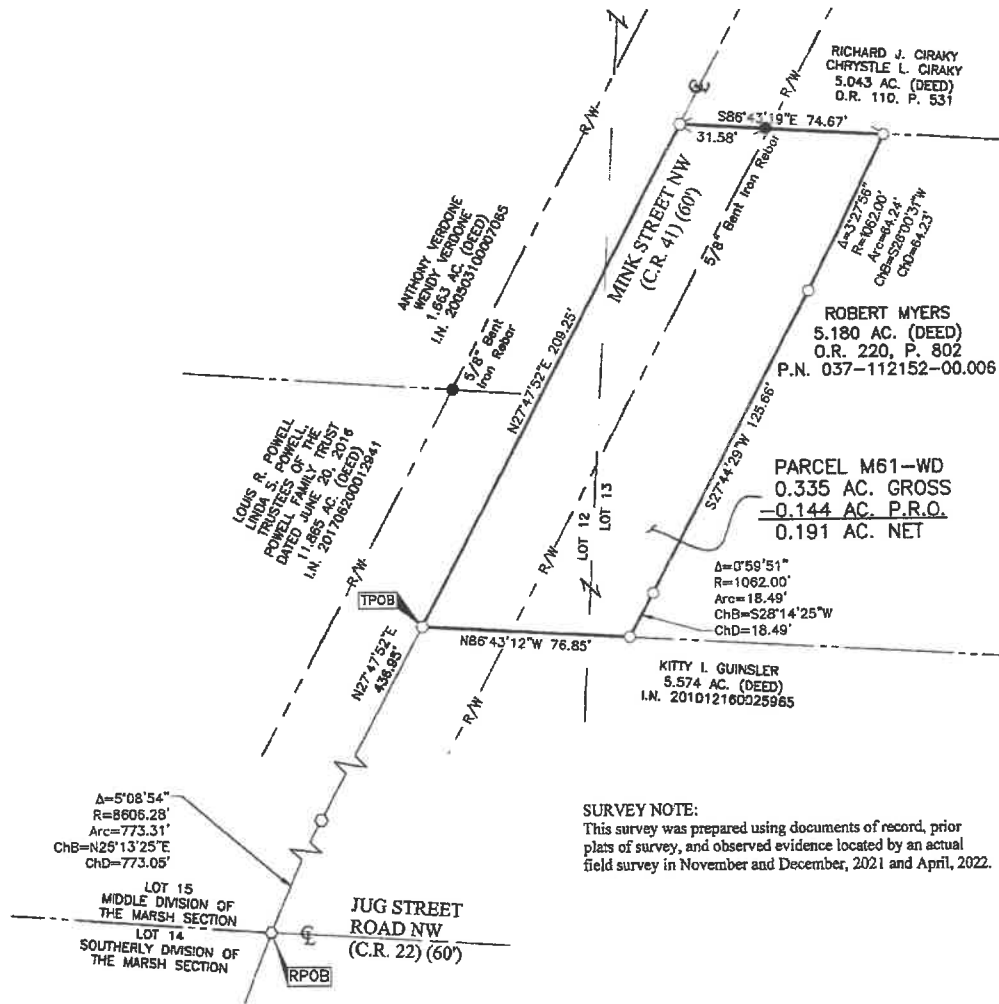 RICHARD J. CIRAKY
CHRYSTLE L. CIRAKY
5.043 AC. (DEED)
O.R. 110, P. 531
R/W
R/W
℄
S86°43'19"E 74.67'
31.58'
5/8" Bent Iron Rebar
MINK STREET NW
(C.R. 41) (60')
Δ=3°27'56"
R=1062.00'
Arc=64.24'
ChB=S26°00'31"W
ChD=64.23'
ANTHONY VERDONE
WENDY VERDONE
1.663 AC. (DEED)
I.N. 200503100007065
ROBERT MYERS
5.180 AC. (DEED)
O.R. 220, P. 802
P.N. 037-112152-00.006
5/8" Bent
Iron Rebar
N27°47'52"E 209.25'
S27°44'29"W 125.66'
LOUIS R. POWELL
LINDA S. POWELL,
TRUSTEES OF THE
POWELL FAMILY TRUST
DATED JUNE 20, 2016
11.865 AC. (DEED)
I.N. 201706200012941
PARCEL M61-WD
0.335 AC. GROSS
-0.144 AC. P.R.O.
0.191 AC. NET
LOT 12
LOT 13
R/W
R/W
Δ=0°59'51"
R=1062.00'
Arc=18.49'
ChB=S28°14'25"W
ChD=18.49'
TPOB
N86°43'12"W 76.85'
N27°47'52"E
436.95'
KITTY I. GUINSLER
5.574 AC. (DEED)
I.N. 201012160025965
R/W
Δ=5°08'54"
R=8606.28'
Arc=773.31'
ChB=N25°13'25"E
ChD=773.05'
SURVEY NOTE:
This survey was prepared using documents of record, prior
plats of survey, and observed evidence located by an actual
field survey in November and December, 2021 and April, 2022.
LOT 15
MIDDLE DIVISION OF
THE MARSH SECTION
LOT 14
SOUTHERLY DIVISION OF
THE MARSH SECTION
JUG STREET
ROAD NW
(C.R. 22) (60')
℄
RPOB